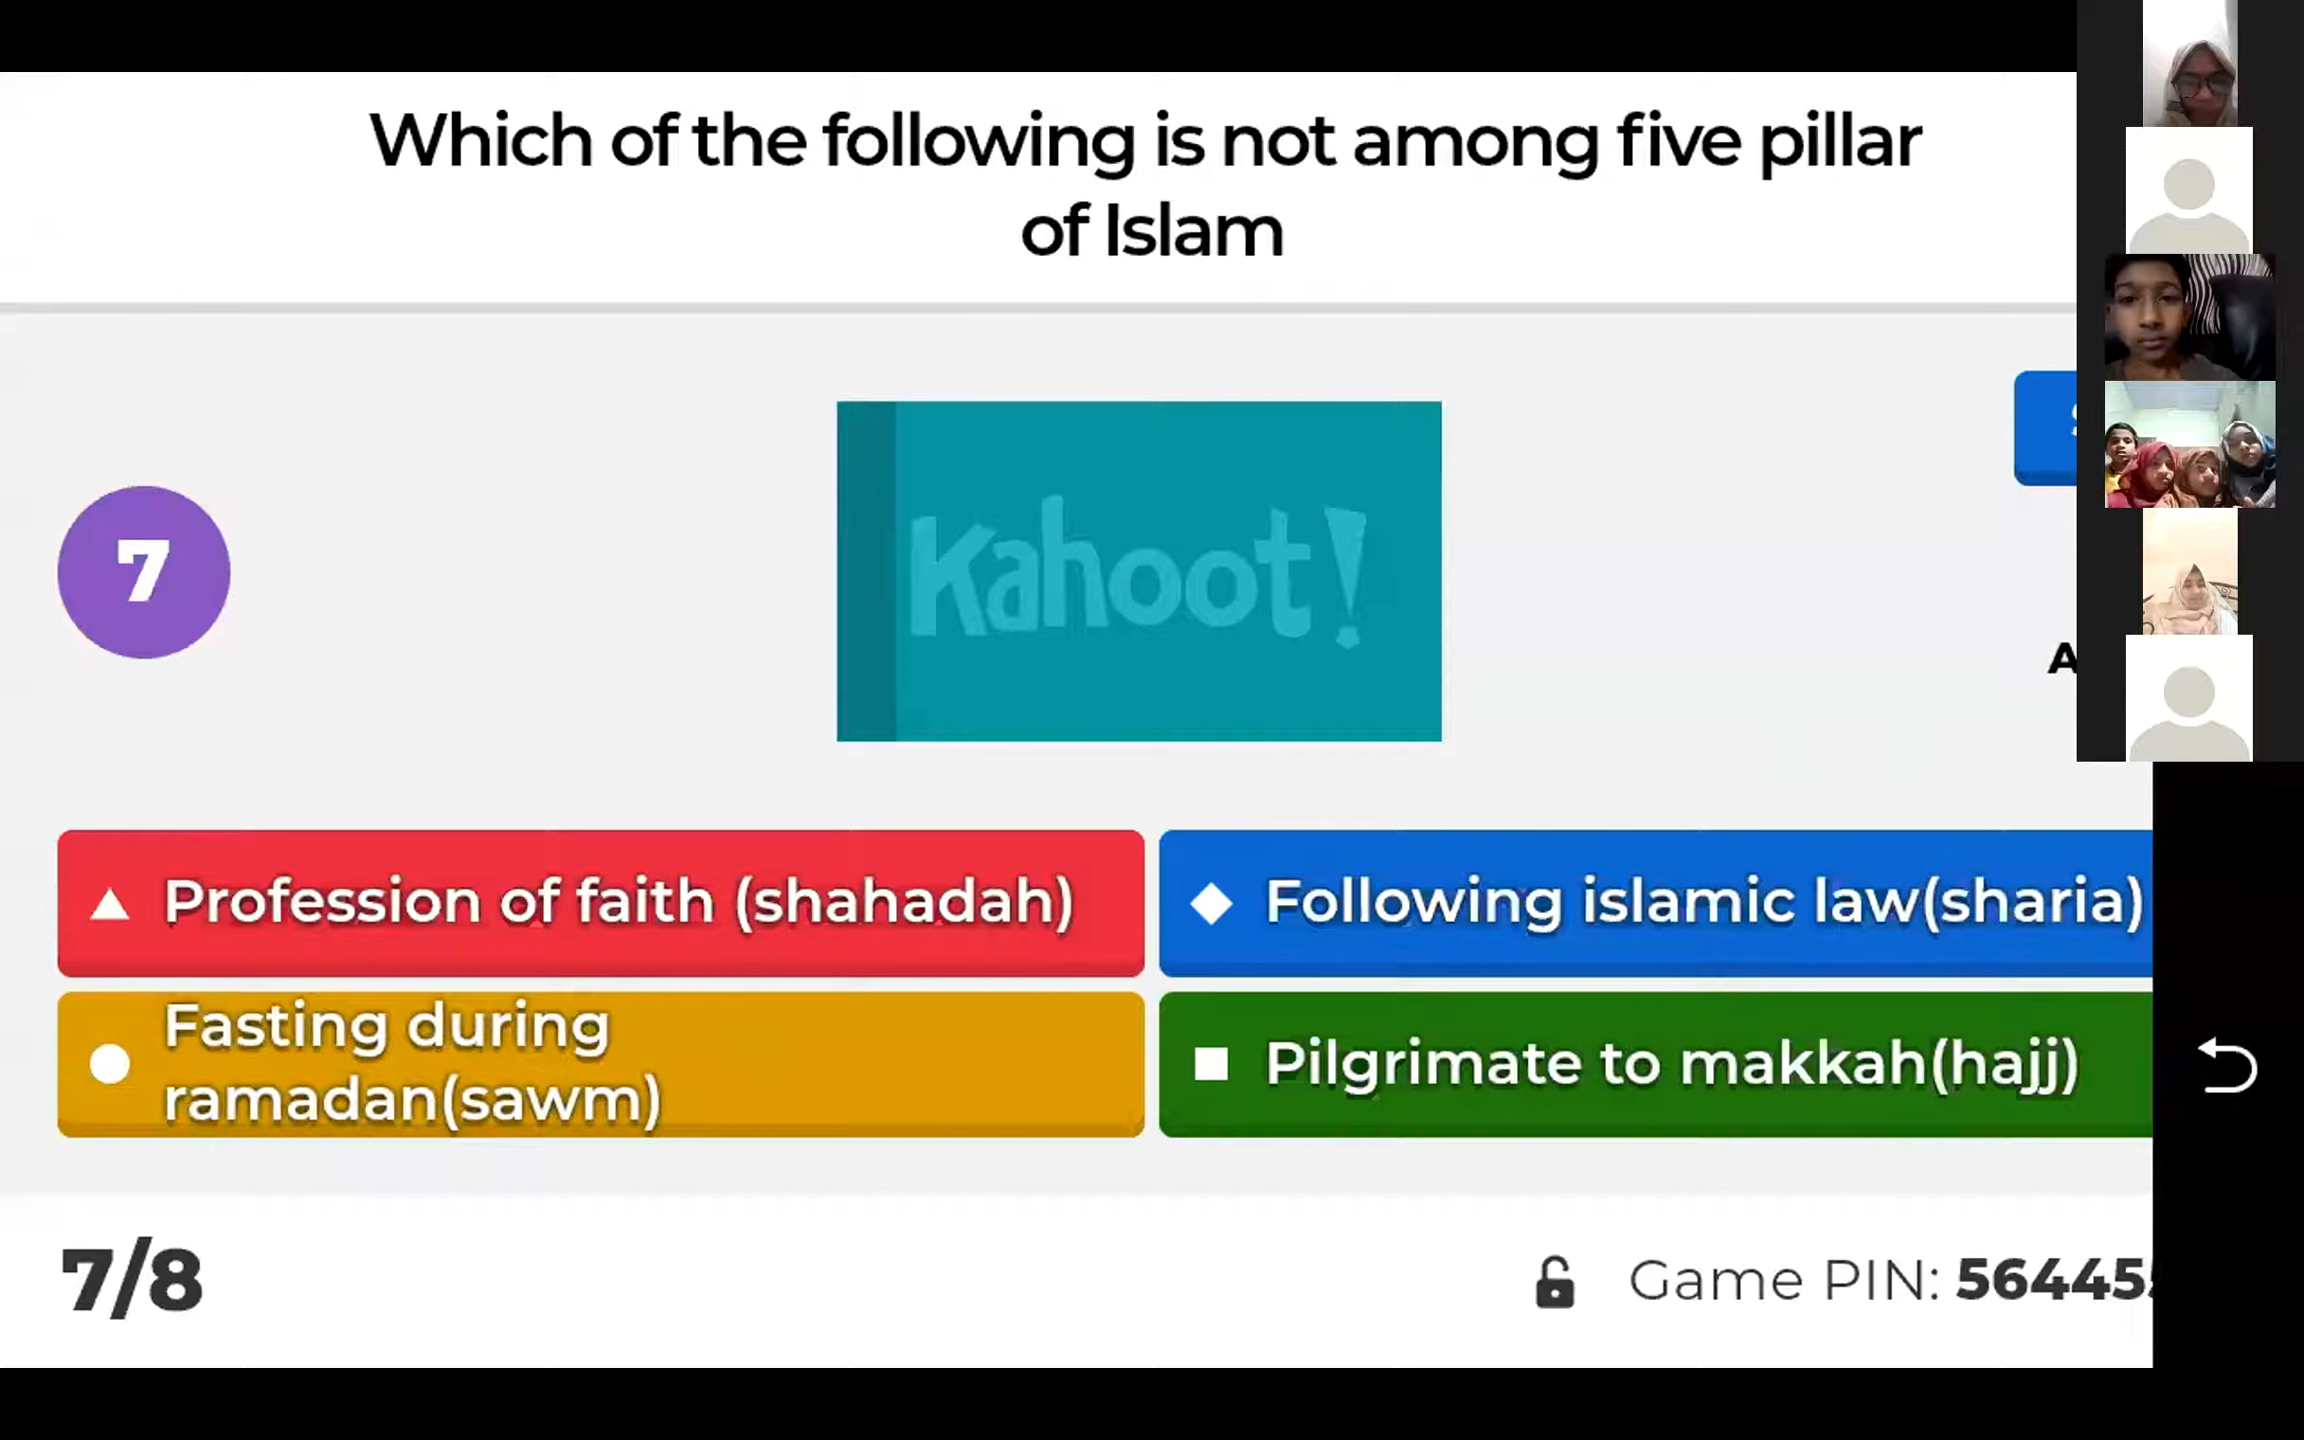 Which of the following is not among five pillar
of Islam
7
Kahoot!
Profession of faith (shahadah)
Following islamic law(sharia)
Fasting during
ramadan(sawm)
Pilgrimate to makkah(hajj)
7/8
Game PIN: 56445